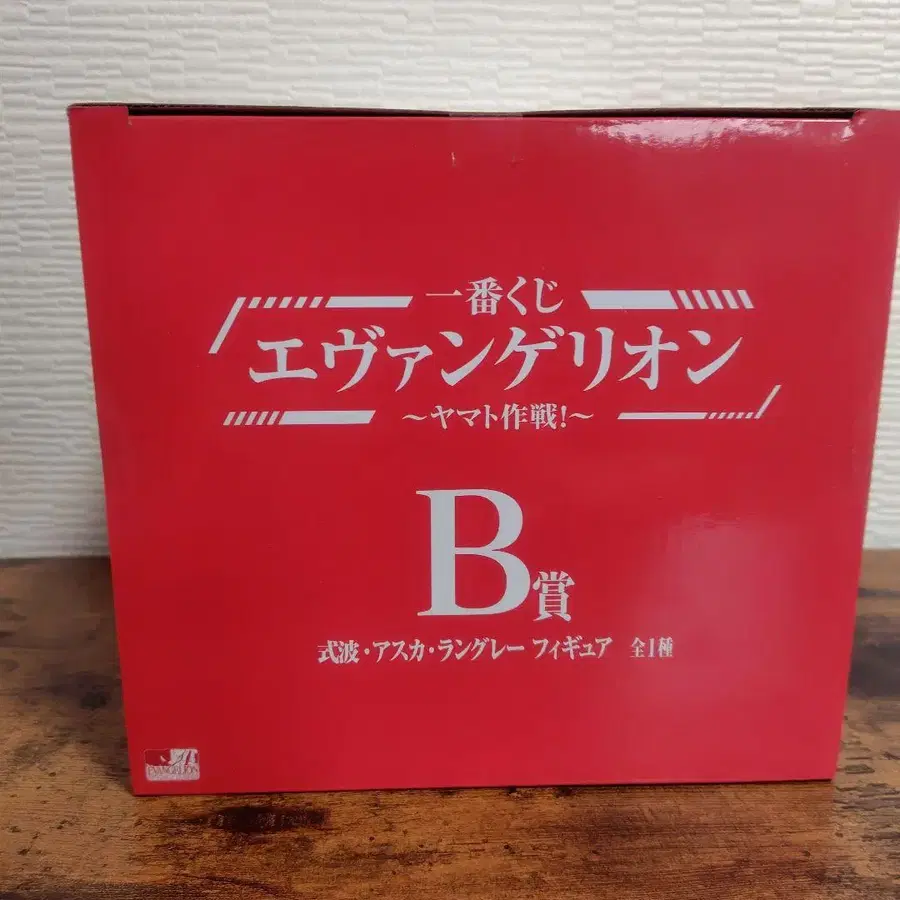 一番くじ
エヴァンゲリオン
～ヤマト作戦!～
B賞
式波・アスカ・ラングレー フィギュア 全1種
EVANGELION